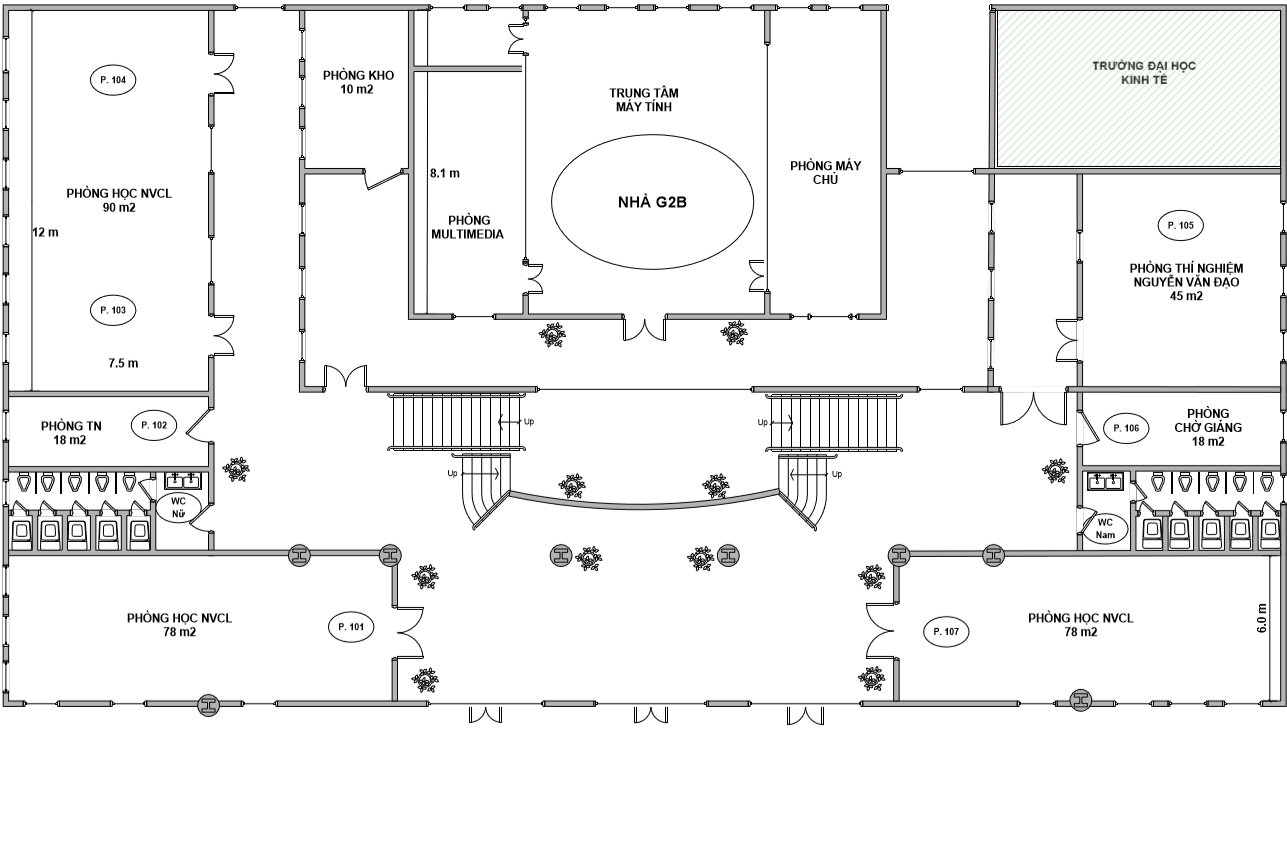 P. 104
PHÒNG KHO
10 m2
TRUNG TÂM
MÁY TÍNH
TRƯỜNG ĐẠI HỌC
KINH TẾ
PHÒNG HỌC NVCL
90 m2
12 m
8.1 m
PHÒNG
MULTIMEDIA
NHÀ G2B
PHÒNG MÁY
CHỦ
P. 105
PHÒNG THÍ NGHIỆM
NGUYỄN VĂN ĐẠO
45 m2
P. 103
7.5 m
PHÒNG TN
18 m2
P. 102
Up
Up
P. 106
PHÒNG
CHỜ GIẢNG
18 m2
Up
Up
WC
Nữ
WC
Nam
PHÒNG HỌC NVCL
78 m2
P. 101
P. 107
PHÒNG HỌC NVCL
78 m2
6.0 m